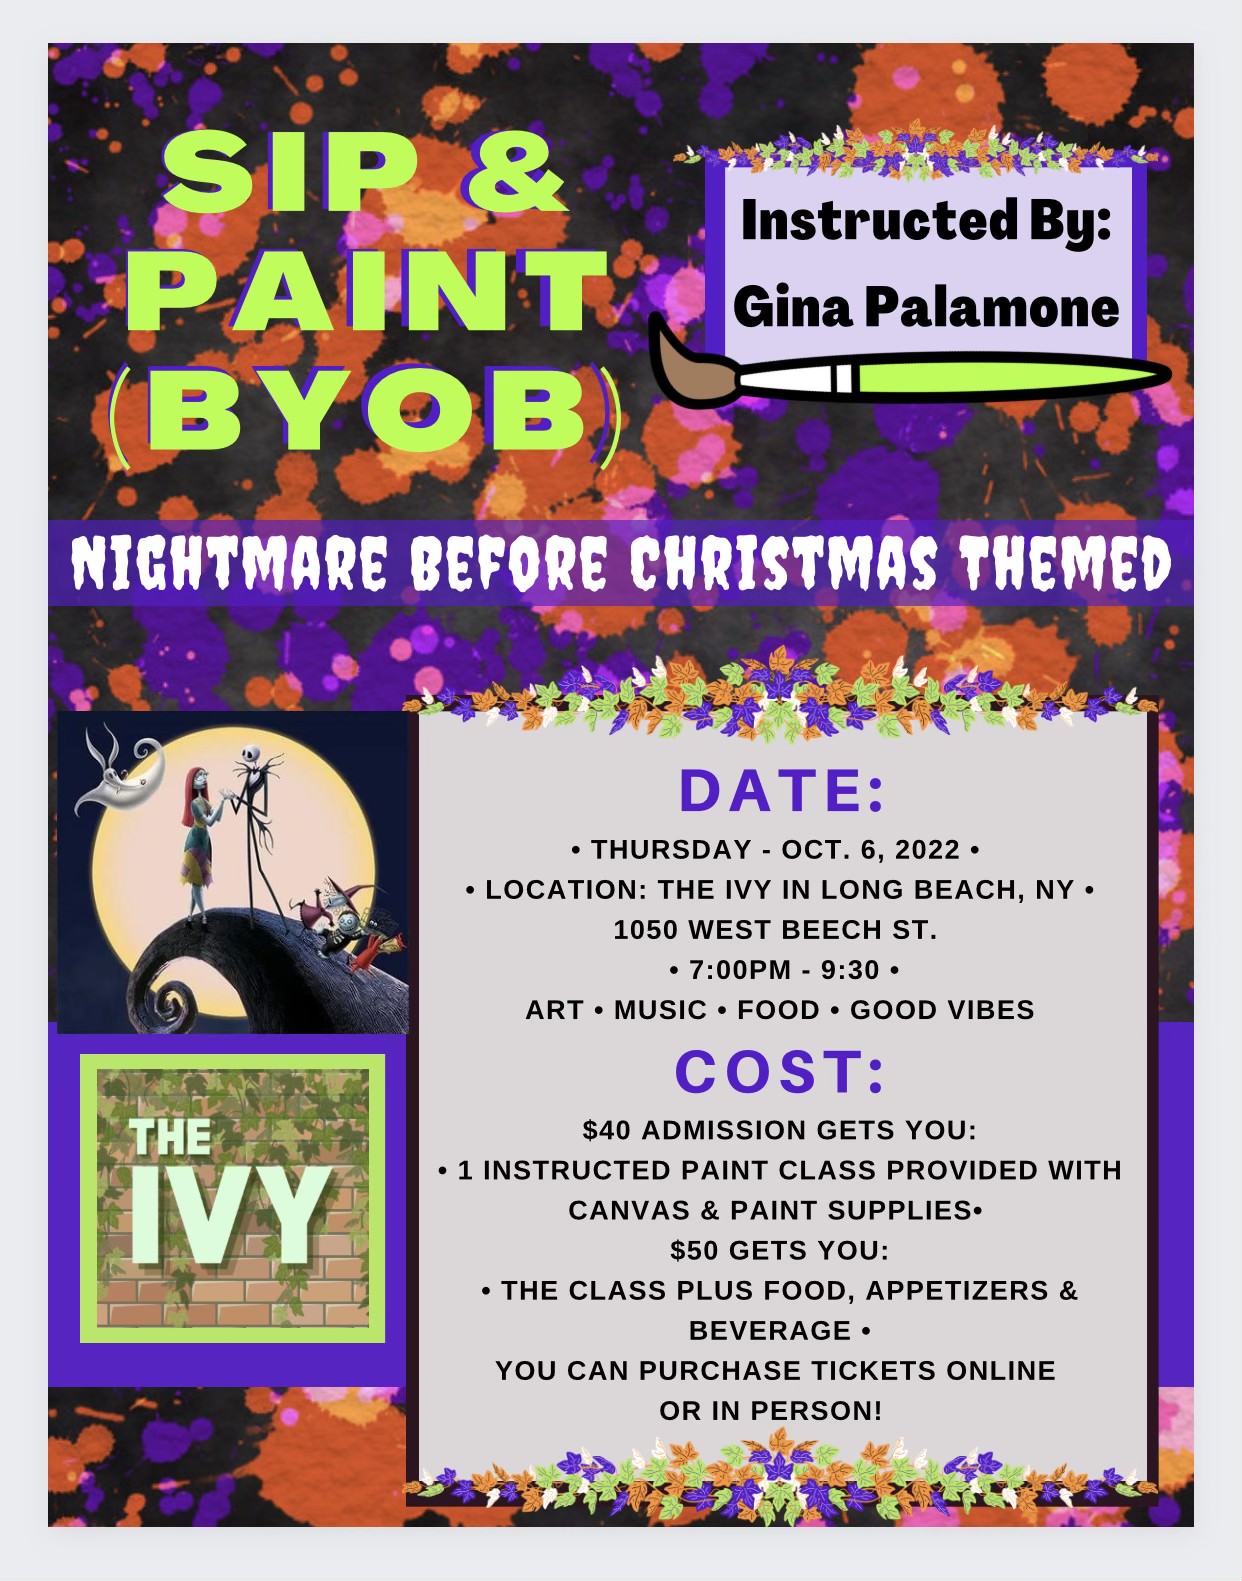 SIP &
PAINT
(BYOB)
Instructed By:
Gina Palamone
NIGHTMARE BEFORE CHRISTMAS THEMED
DATE:
• THURSDAY - OCT. 6, 2022 •
• LOCATION: THE IVY IN LONG BEACH, NY •
1050 WEST BEECH ST.
• 7:00PM - 9:30 •
ART • MUSIC • FOOD • GOOD VIBES
COST:
$40 ADMISSION GETS YOU:
• 1 INSTRUCTED PAINT CLASS PROVIDED WITH
CANVAS & PAINT SUPPLIES•
$50 GETS YOU:
• THE CLASS PLUS FOOD, APPETIZERS &
BEVERAGE •
YOU CAN PURCHASE TICKETS ONLINE
OR IN PERSON!
THE
IVY